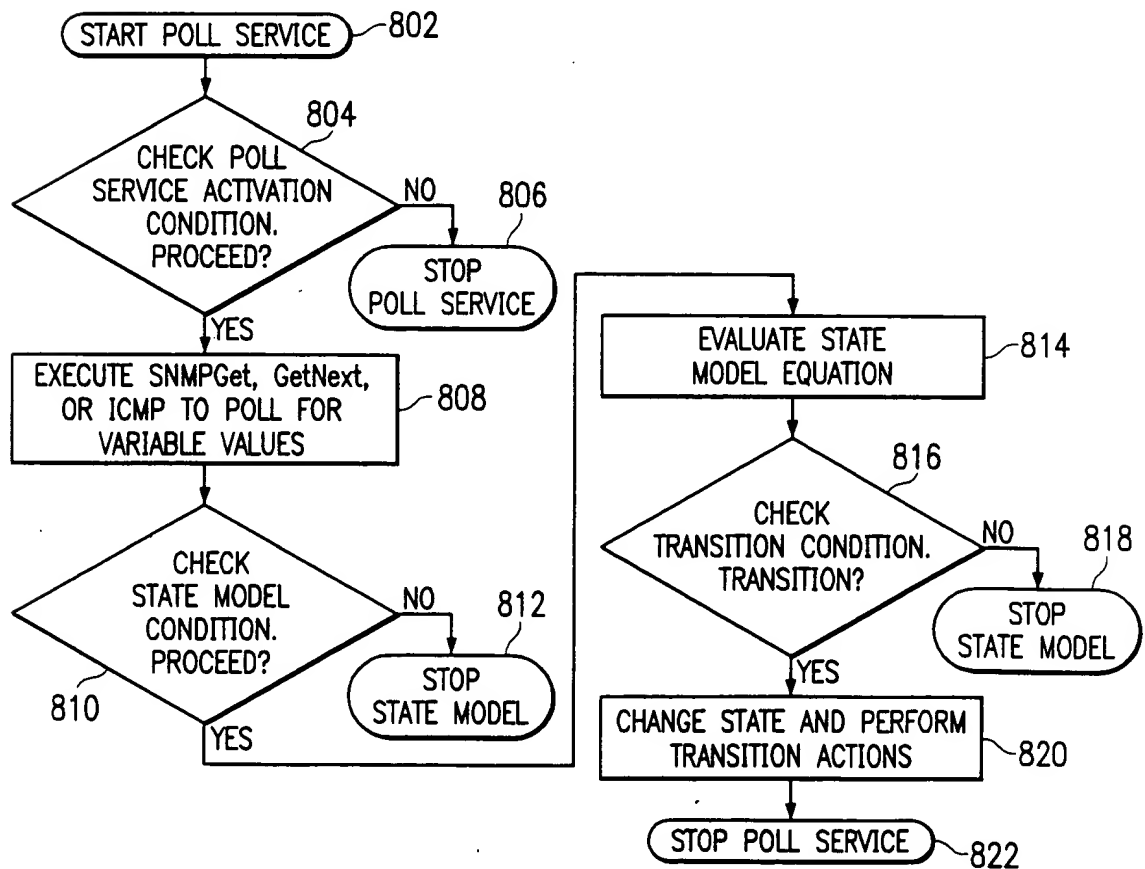 START POLL SERVICE
802
804
CHECK POLL
SERVICE ACTIVATION
CONDITION.
PROCEED?
NO
806
STOP
POLL SERVICE
YES
EXECUTE SNMPGet, GetNext,
OR ICMP TO POLL FOR
VARIABLE VALUES
808
CHECK
STATE MODEL
CONDITION.
PROCEED?
810
NO
812
STOP
STATE MODEL
YES
EVALUATE STATE
MODEL EQUATION
814
816
CHECK
TRANSITION CONDITION.
TRANSITION?
NO
818
STOP
STATE MODEL
YES
CHANGE STATE AND PERFORM
TRANSITION ACTIONS
820
STOP POLL SERVICE
822